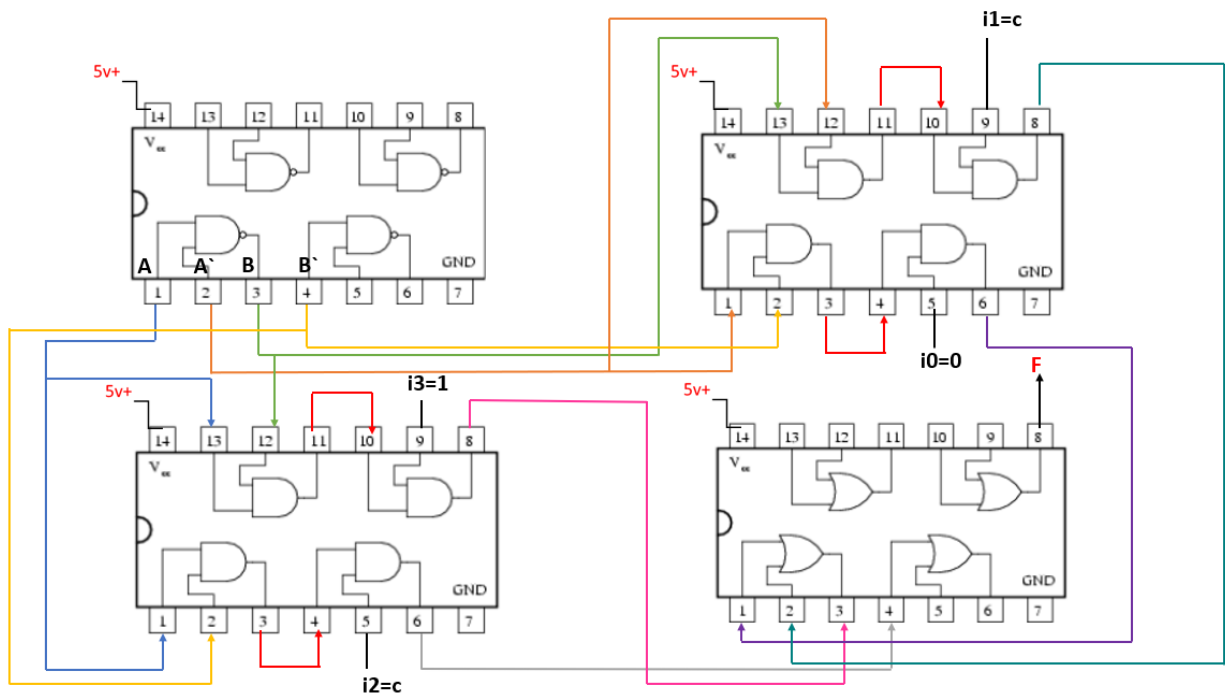 i1=c
5v+
14 13 12 11 10 9 8
Vcc
A A` B B` GND
1 2 3 4 5 6 7
5v+
14 13 12 11 10 9 8
Vcc
GND
1 2 3 4 5 6 7
i0=0
i3=1
5v+
14 13 12 11 10 9 8
Vcc
GND
1 2 3 4 5 6 7
i2=c
F
5v+
14 13 12 11 10 9 8
Vcc
GND
1 2 3 4 5 6 7